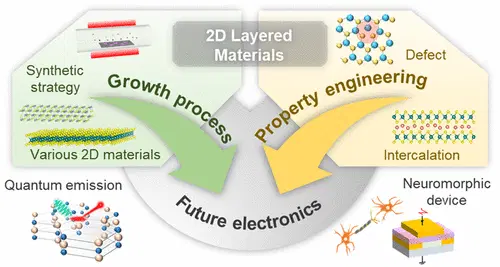 2D Layered
Materials
Synthetic
strategy
Growth process
Various 2D materials
Property engineering
Defect
Intercalation
Quantum emission
Future electronics
Neuromorphic
device